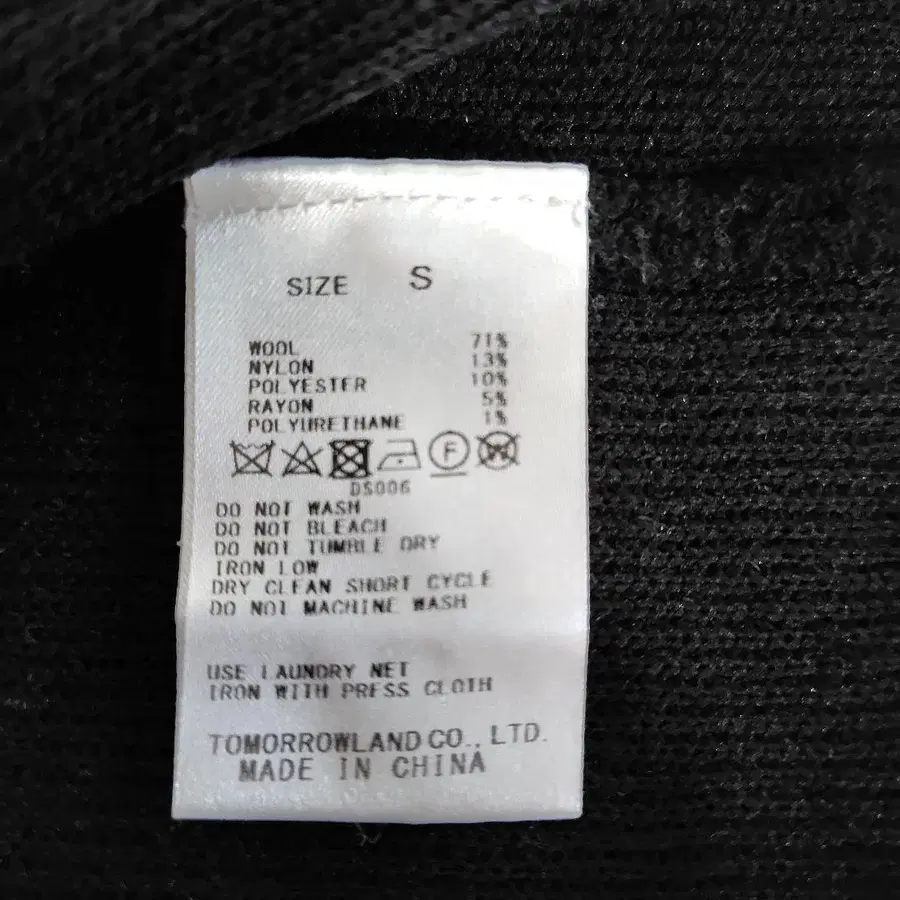 SIZE S
WOOL 71%
NYLON 13%
POLYESTER 10%
RAYON 5%
POLYURETHANE 1%
F W
DS006
DO NOT WASH
DO NOT BLEACH
DO NOT TUMBLE DRY
IRON LOW
DRY CLEAN SHORT CYCLE
DO NOT MACHINE WASH
USE LAUNDRY NET
IRON WITH PRESS CLOTH
TOMORROWLAND CO., LTD.
MADE IN CHINA